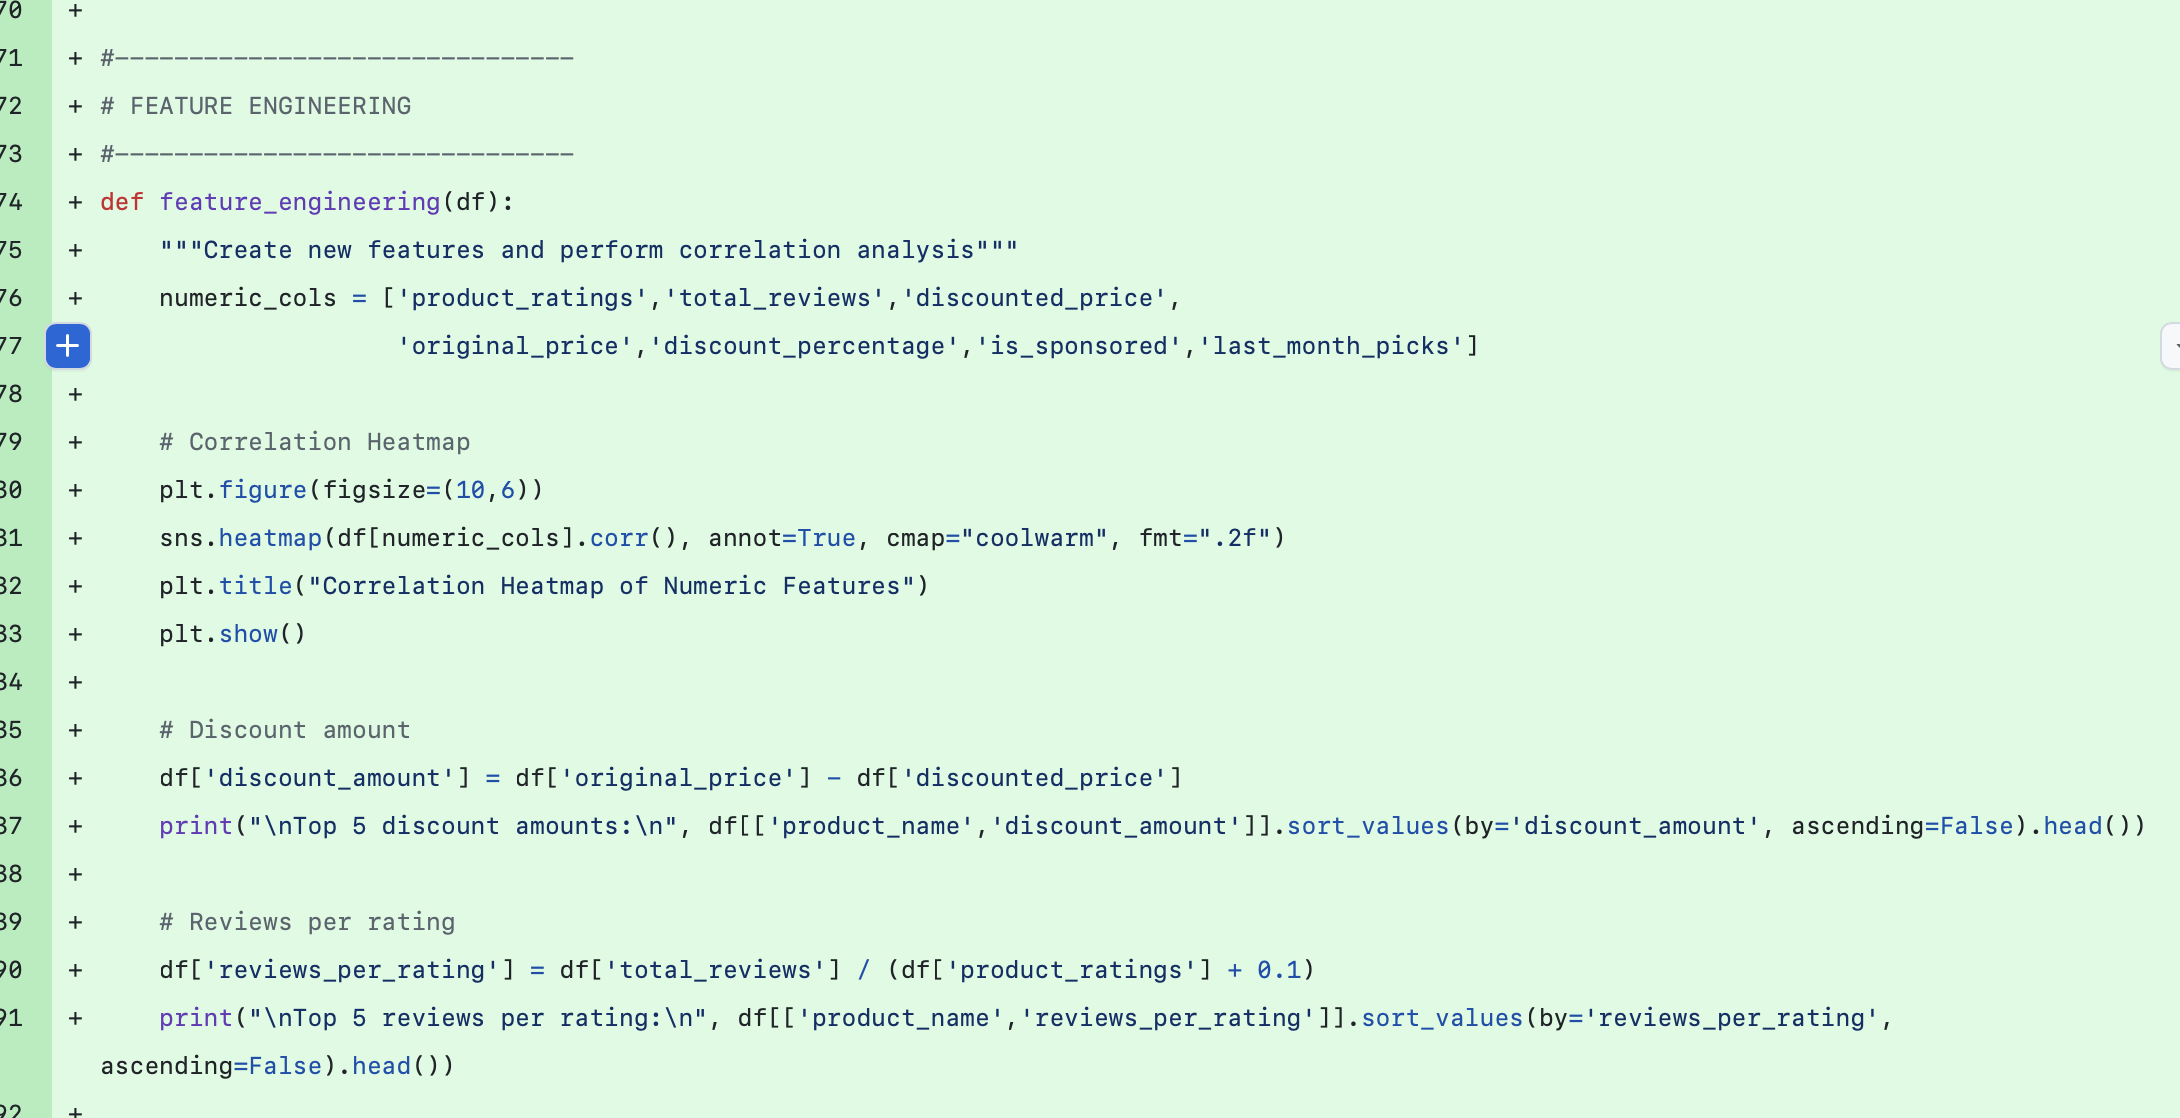 70 +
71 + #-------------------------------
72 + # FEATURE ENGINEERING
73 + #-------------------------------
74 + def feature_engineering(df):
75 +     """Create new features and perform correlation analysis"""
76 +     numeric_cols = ['product_ratings','total_reviews','discounted_price',
77 +                     'original_price','discount_percentage','is_sponsored','last_month_picks']
78 +
79 +     # Correlation Heatmap
80 +     plt.figure(figsize=(10,6))
81 +     sns.heatmap(df[numeric_cols].corr(), annot=True, cmap="coolwarm", fmt=".2f")
82 +     plt.title("Correlation Heatmap of Numeric Features")
83 +     plt.show()
84 +
85 +     # Discount amount
86 +     df['discount_amount'] = df['original_price'] - df['discounted_price']
87 +     print("\nTop 5 discount amounts:\n", df[['product_name','discount_amount']].sort_values(by='discount_amount', ascending=False).head())
88 +
89 +     # Reviews per rating
90 +     df['reviews_per_rating'] = df['total_reviews'] / (df['product_ratings'] + 0.1)
91 +     print("\nTop 5 reviews per rating:\n", df[['product_name','reviews_per_rating']].sort_values(by='reviews_per_rating',
ascending=False).head())
92 +